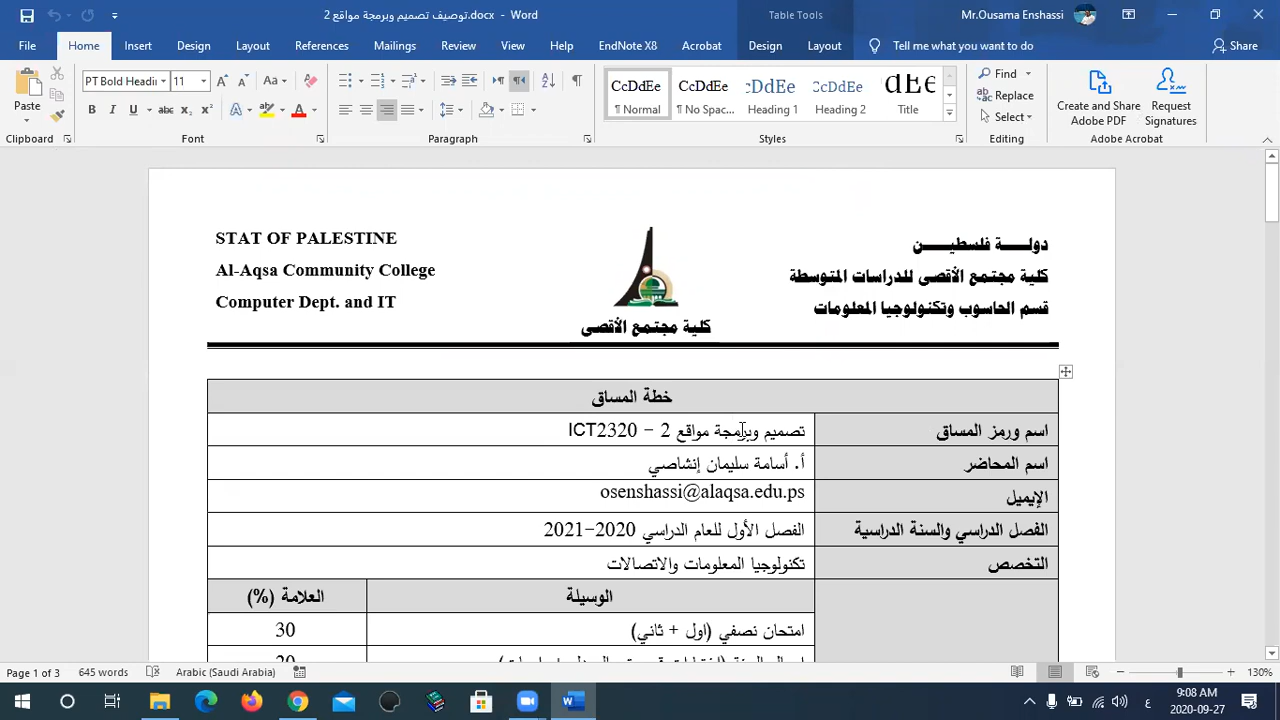 توصيف تصميم وبرمجة مواقع 2.docx - Word
Table Tools
Mr.Ousama Enshassi
File Home Insert Design Layout References Mailings Review View Help EndNote X8 Acrobat Design Layout Tell me what you want to do Share
Paste
PT Bold Headi 11
CcDdEe CcDdEe CcDdEe CcDdEe dEe
¶ Normal ¶ No Spac... Heading 1 Heading 2 Title
Find
Replace
Select
Create and Share Adobe PDF
Request Signatures
Clipboard Font Paragraph Styles Editing Adobe Acrobat
STAT OF PALESTINE
Al-Aqsa Community College
Computer Dept. and IT
كلية مجتمع الأقصى
دولـــة فلسطيـــن
كلية مجتمع الأقصى للدراسات المتوسطة
قسم الحاسوب وتكنولوجيا المعلومات
خطة المساق
اسم ورمز المساق تصميم وبرمجة مواقع 2 – ICT2320
اسم المحاضر أ. أسامة سليمان إنشاصي
الإيميل osenshassi@alaqsa.edu.ps
الفصل الدراسي والسنة الدراسية الفصل الأول للعام الدراسي 2020-2021
التخصص تكنولوجيا المعلومات والاتصالات
الوسيلة العلامة (%)
امتحان نصفي (اول + ثاني) 30
Page 1 of 3 645 words Arabic (Saudi Arabia) 130%
ع 9:08 AM
2020-09-27